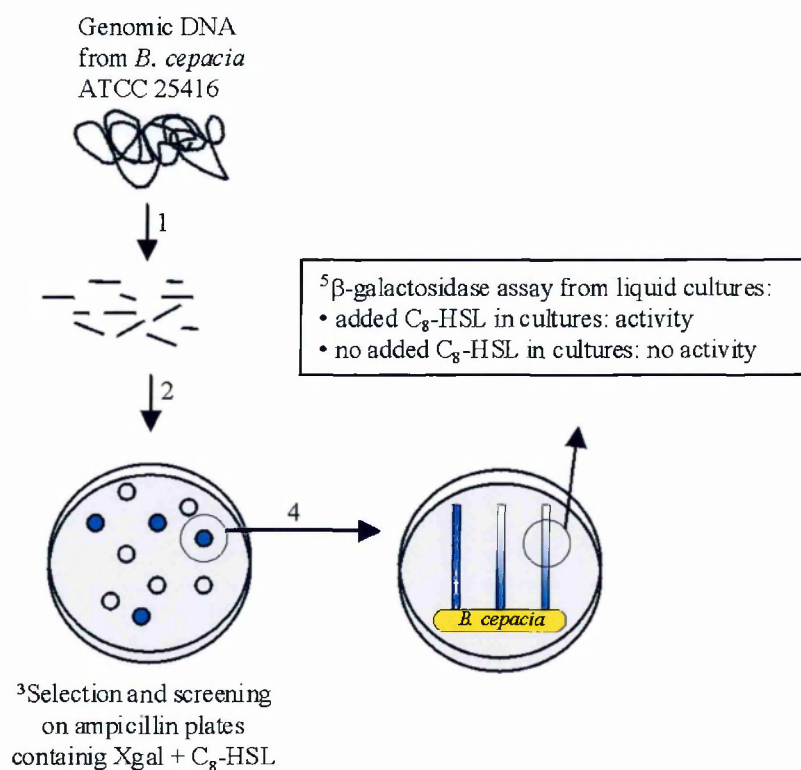 Genomic DNA
from B. cepacia
ATCC 25416
1
2
⁵β-galactosidase assay from liquid cultures:
• added C₈-HSL in cultures: activity
• no added C₈-HSL in cultures: no activity
4
B. cepacia
³Selection and screening
on ampicillin plates
containig Xgal + C₈-HSL